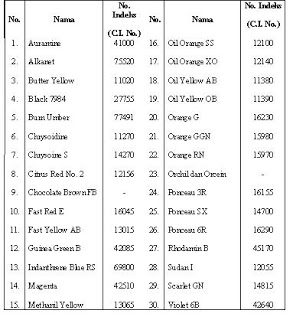 No. Nama No. Indehs (C.I. No.) No. Nama No. Indehs (C.I. No.)
1. Aurantine 41000 16. Oil Orange SS 12100
2. Alkanet 75520 17. Oil Orange XO 12140
3. Butter Yellow 11020 18. Oil Yellow AB 11380
4. Black 7984 27755 19. Oil Yellow OB 11390
5. Burn Umber 77491 20. Orange G 16230
6. Chrysoidine 11270 21. Orange GGN 15980
7. Chrysoine S 14270 22. Orange RN 15970
8. Citrus Red No. 2 12156 23. Orchil dan Orcein -
9. Chocolate Brown FB - 24. Ponceau 3R 16155
10. Fast Red E 16045 25. Ponceau SX 14700
11. Fast Yellow AB 13015 26. Ponceau 6R 16290
12. Guinea Green B 42085 27. Rhodamin B 45170
13. Indanthrene Blue RS 69800 28. Sudan I 12055
14. Magenta 42510 29. Scarlet GN 14815
15. Methanil Yellow 13065 30. Violet 6B 42640